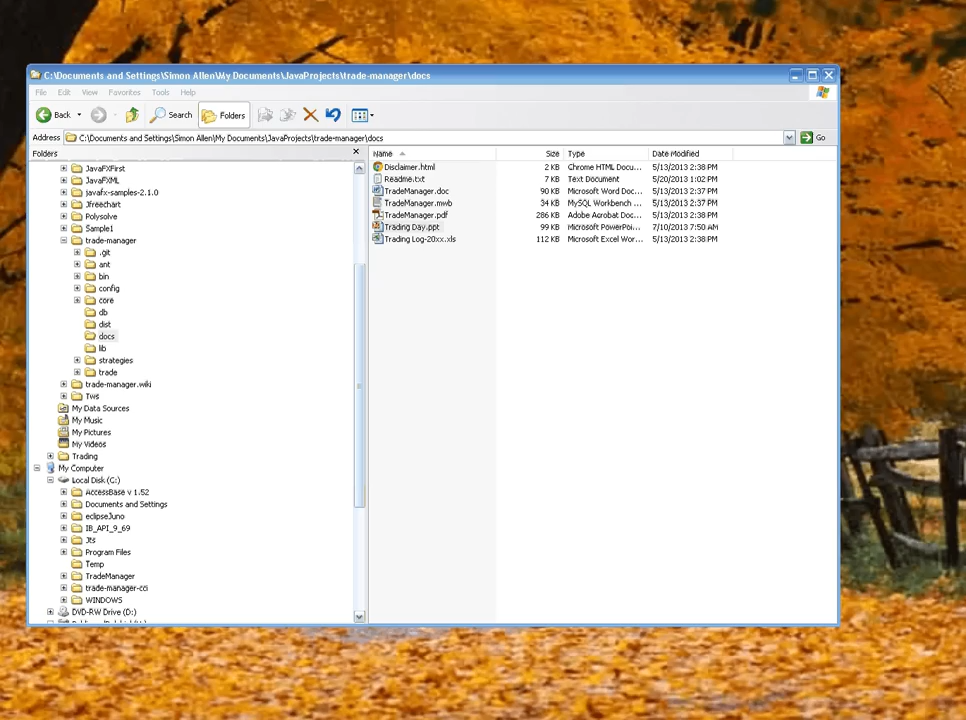 C:\Documents and Settings\Simon Allen\My Documents\JavaProjects\trade-manager\docs
File Edit View Favorites Tools Help
Back Search Folders
Address C:\Documents and Settings\Simon Allen\My Documents\JavaProjects\trade-manager\docs Go
Folders
JavaFXFirst
JavaFXML
javafx-samples-2.1.0
Jfreechart
Polysolve
Sample1
trade-manager
.git
ant
bin
config
core
db
dist
docs
lib
strategies
trade
trade-manager.wiki
Tws
My Data Sources
My Music
My Pictures
My Videos
Trading
My Computer
Local Disk (C:)
AccessBase v 1.52
Documents and Settings
eclipseJuno
IB_API_9_69
Jts
Program Files
Temp
TradeManager
trade-manager-cci
WINDOWS
DVD-RW Drive (D:)
Name Size Type Date Modified
Disclaimer.html 2 KB Chrome HTML Docu... 5/13/2013 2:38 PM
Readme.txt 7 KB Text Document 5/20/2013 1:02 PM
TradeManager.doc 90 KB Microsoft Word Doc... 5/13/2013 2:37 PM
TradeManager.mwb 34 KB MySQL Workbench ... 5/13/2013 2:37 PM
TradeManager.pdf 286 KB Adobe Acrobat Doc... 5/13/2013 2:38 PM
Trading Day.ppt 99 KB Microsoft PowerPoi... 7/10/2013 7:50 AM
Trading Log-20xx.xls 112 KB Microsoft Excel Wor... 5/13/2013 2:38 PM